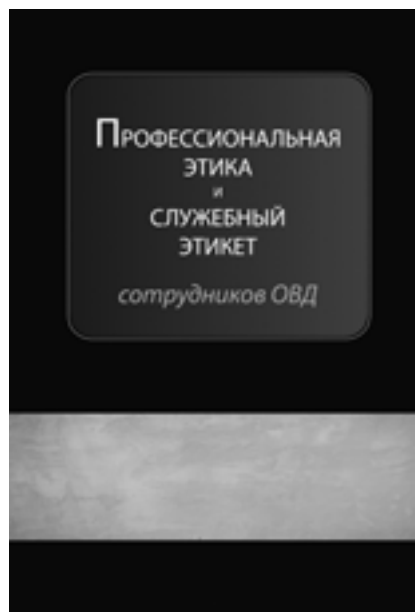 ПРОФЕССИОНАЛЬНАЯ
ЭТИКА
И
СЛУЖЕБНЫЙ
ЭТИКЕТ
сотрудников ОВД